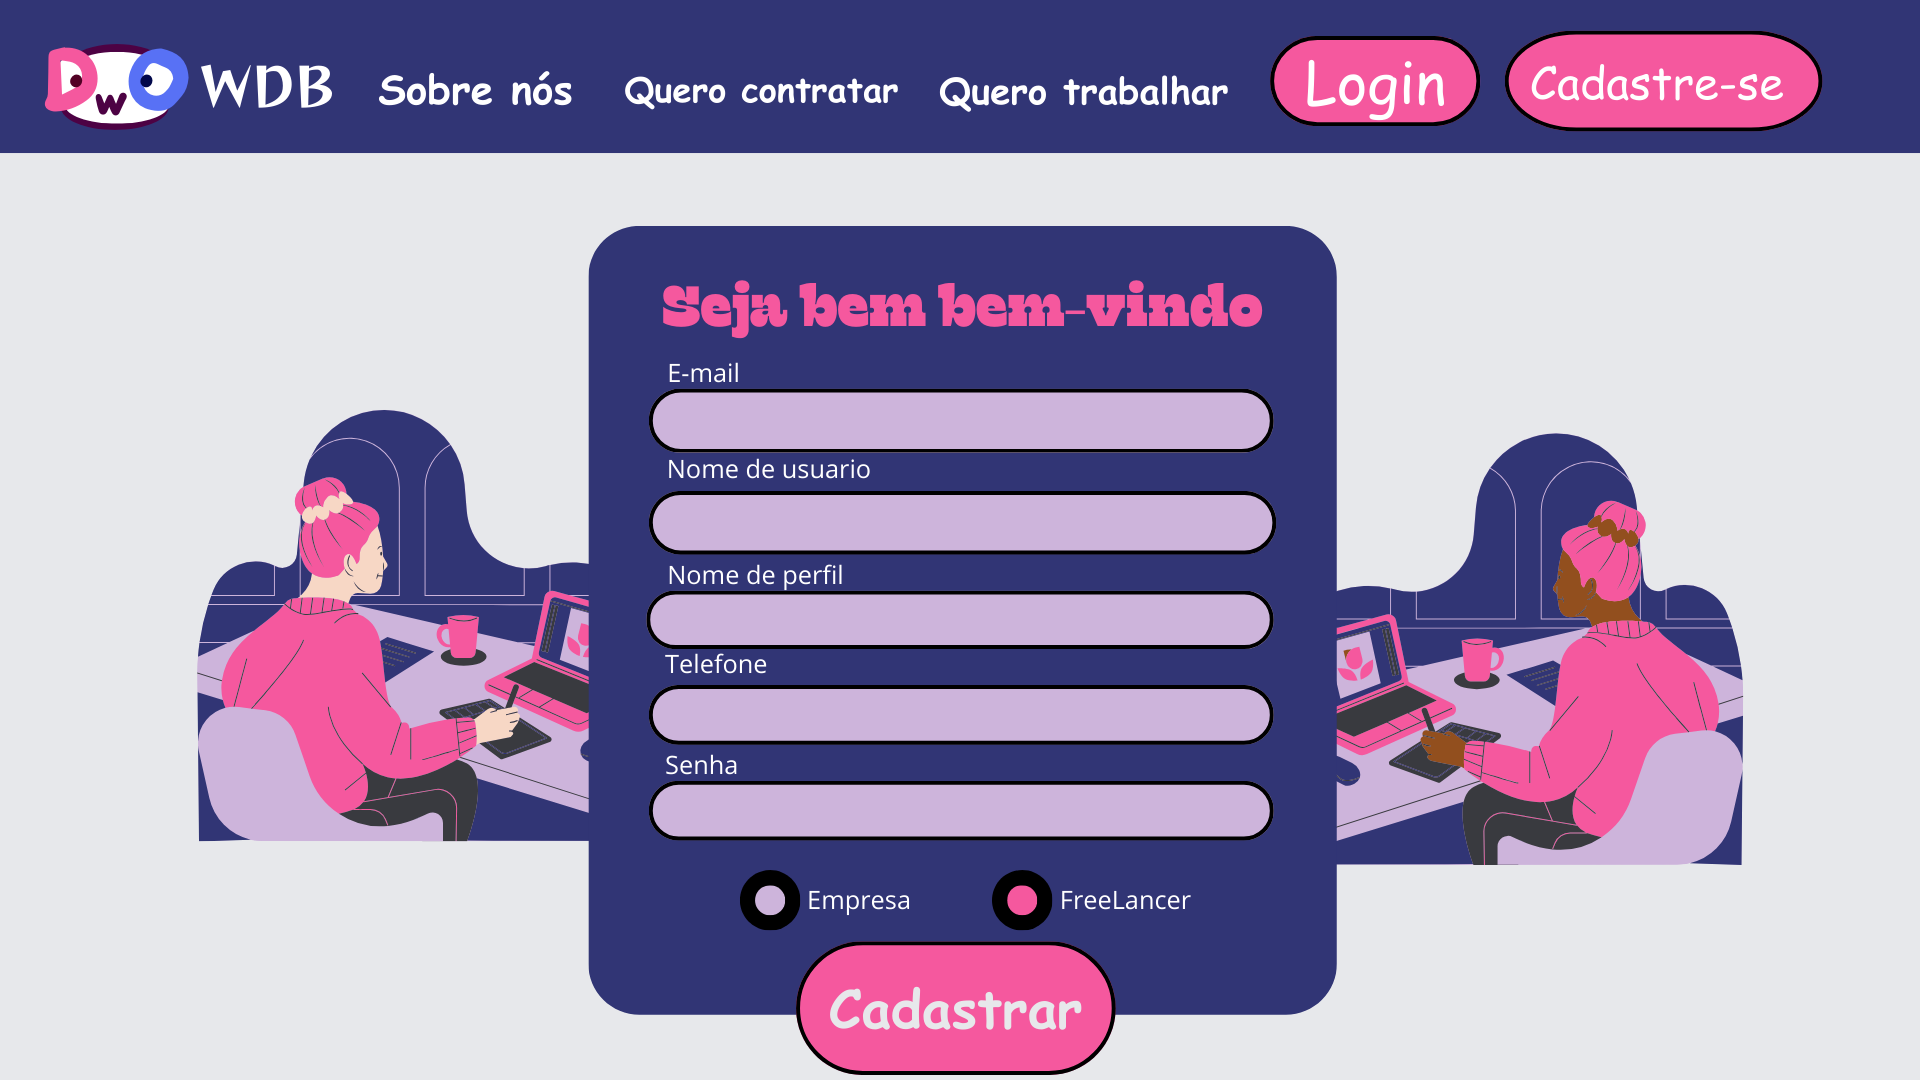 DwD WDB Sobre nós Quero contratar Quero trabalhar Login Cadastre-se
Seja bem bem-vindo
E-mail
Nome de usuario
Nome de perfil
Telefone
Senha
Empresa FreeLancer
Cadastrar